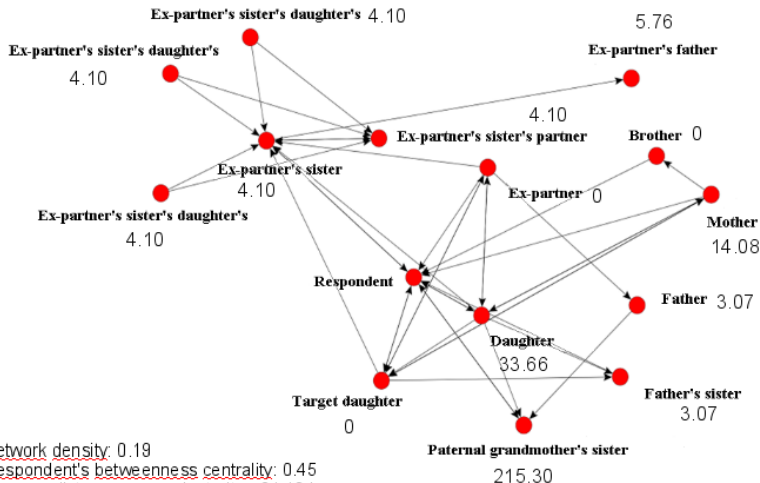 Ex-partner's sister's daughter's 4.10
5.76
Ex-partner's sister's daughter's
4.10
Ex-partner's father
4.10
Ex-partner's sister's partner
Brother 0
Ex-partner's sister
4.10
Ex-partner 0
Ex-partner's sister's daughter's
4.10
Mother
14.08
Respondent
Father 3.07
Daughter
33.66
Target daughter
0
Father's sister
3.07
Paternal grandmother's sister
215.30
etwork density: 0.19
espondent's betweenness centrality: 0.45